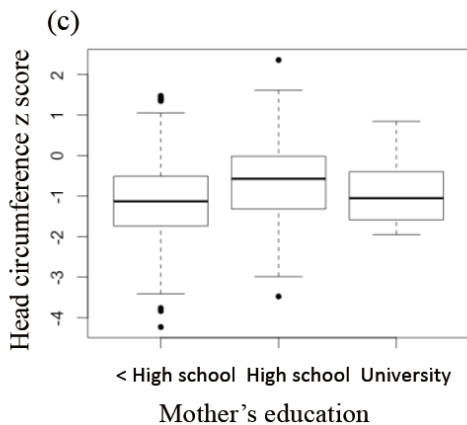 (c)
Head circumference z score
2
1
0
-1
-2
-3
-4
< High school High school University
Mother's education